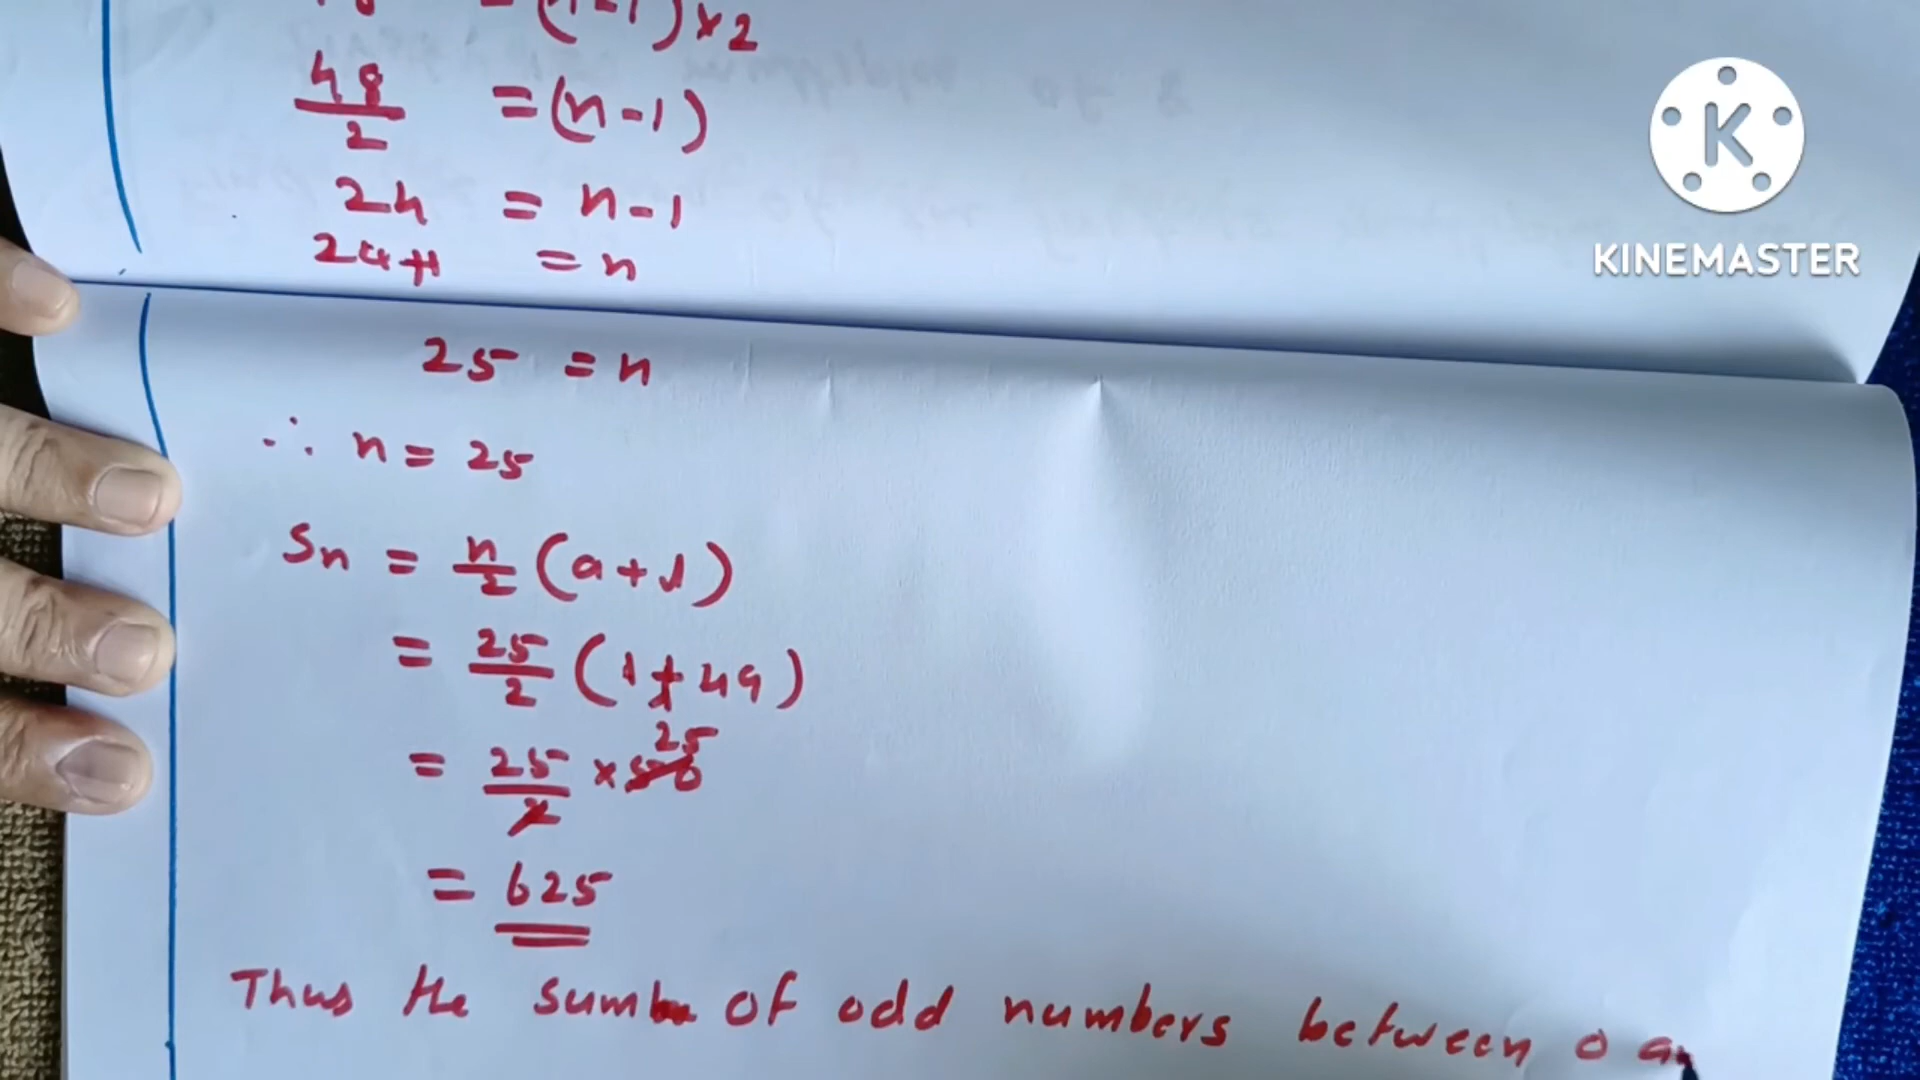 = (n-1)×2
48/2 = (n-1)
24 = n-1
24+1 = n
25 = n
∴ n = 25
Sn = n/2 (a+l)
= 25/2 (1+49)
= 25/2 × 50 25
= 625
Thus the sum of odd numbers between 0
K
KINEMASTER